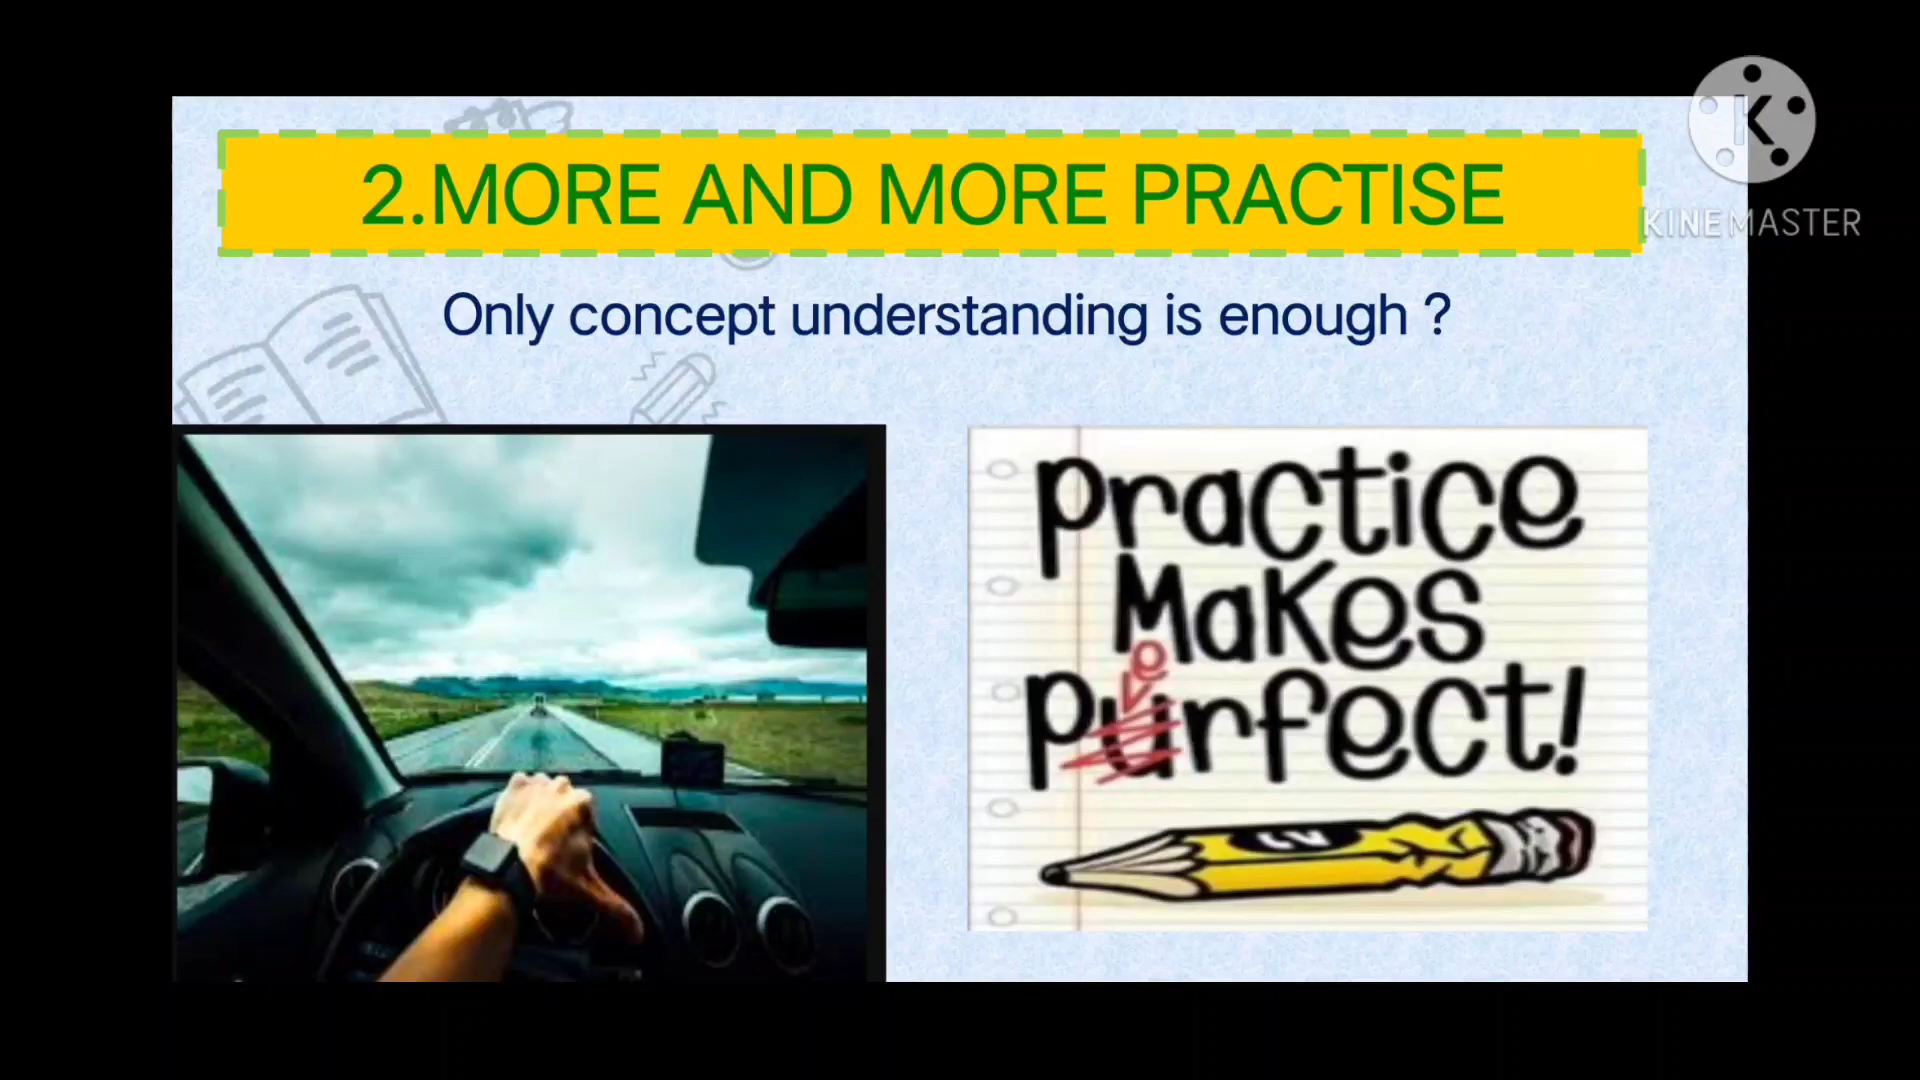 2.MORE AND MORE PRACTISE
K
KINEMASTER
Only concept understanding is enough ?
Practice
Makes
e
Purfect!